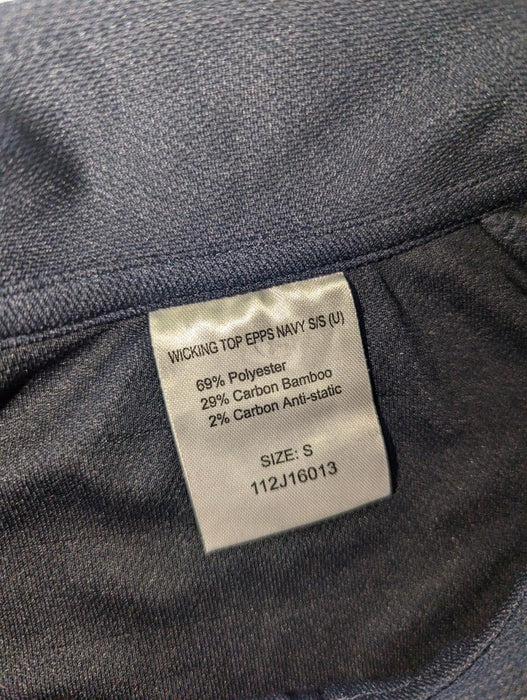 WICKING TOP EPPS NAVY S/S (U)
69% Polyester
29% Carbon Bamboo
2% Carbon Anti-static
SIZE: S
112J16013